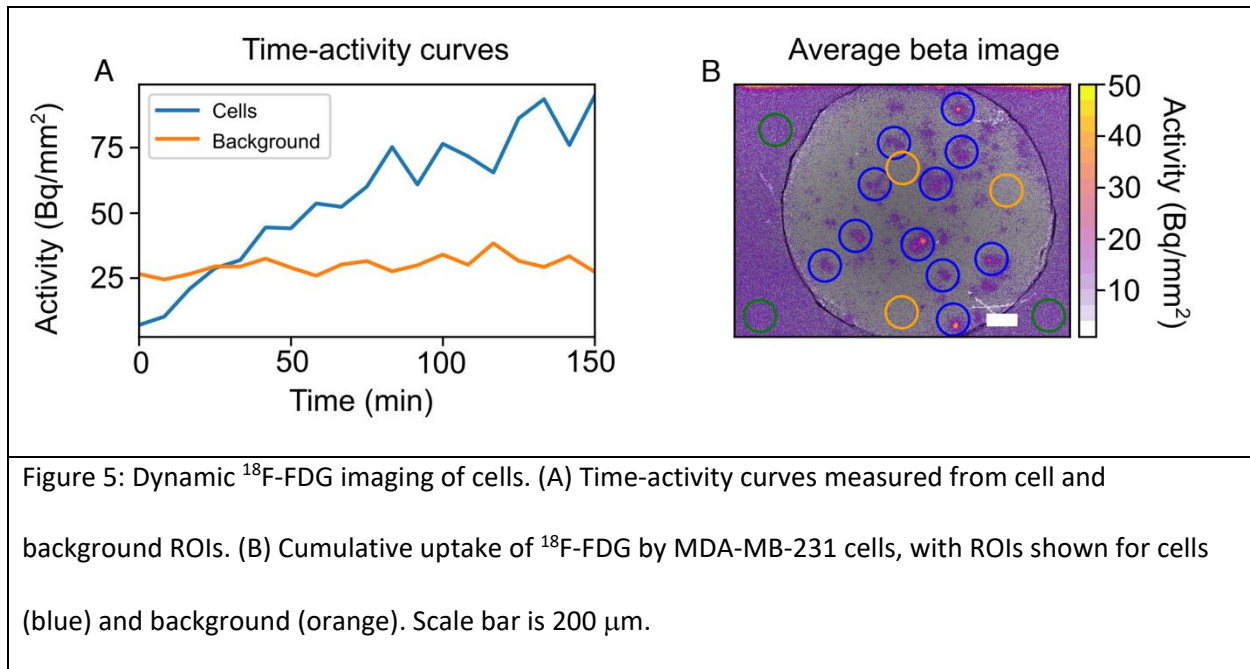 Time-activity curves
A
Cells
Background
75
50
25
Activity (Bq/mm²)
0
50
100
150
Time (min)
Average beta image
B
50
40
30
20
10
Activity (Bq/mm²)
Figure 5: Dynamic ¹⁸F-FDG imaging of cells. (A) Time-activity curves measured from cell and
background ROIs. (B) Cumulative uptake of ¹⁸F-FDG by MDA-MB-231 cells, with ROIs shown for cells
(blue) and background (orange). Scale bar is 200 μm.